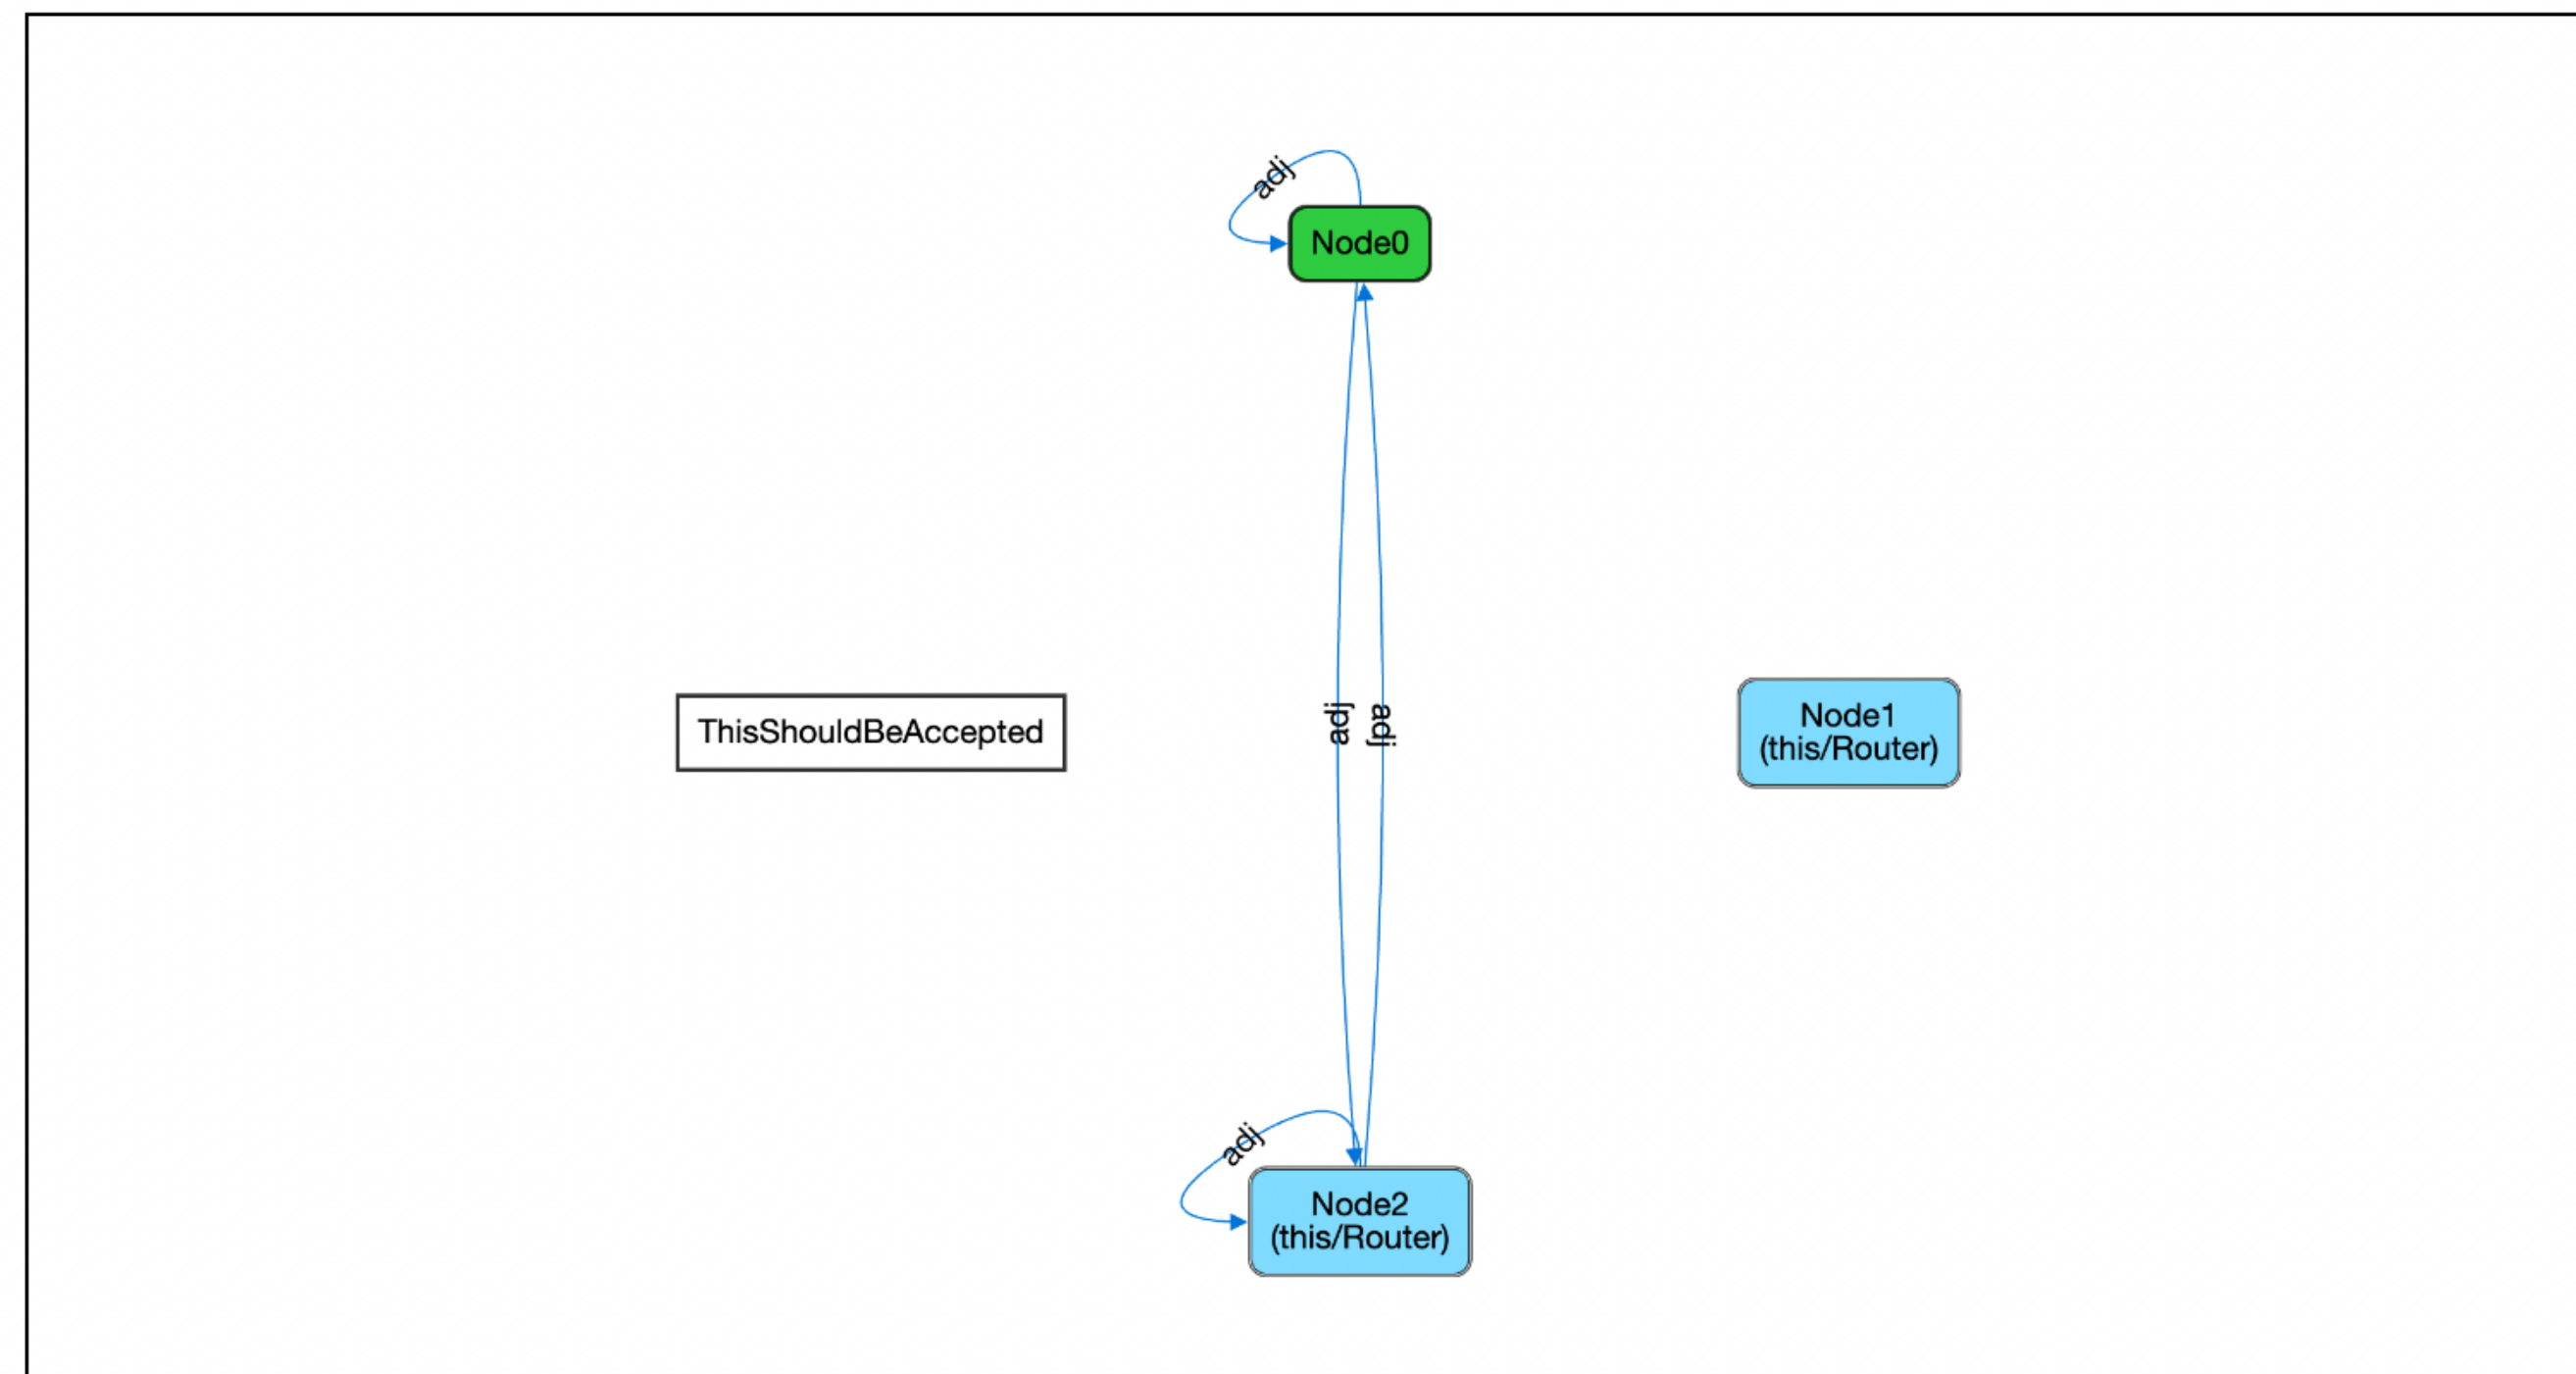 adj
Node0
ThisShouldBeAccepted
adj
adj
Node1
(this/Router)
adj
Node2
(this/Router)